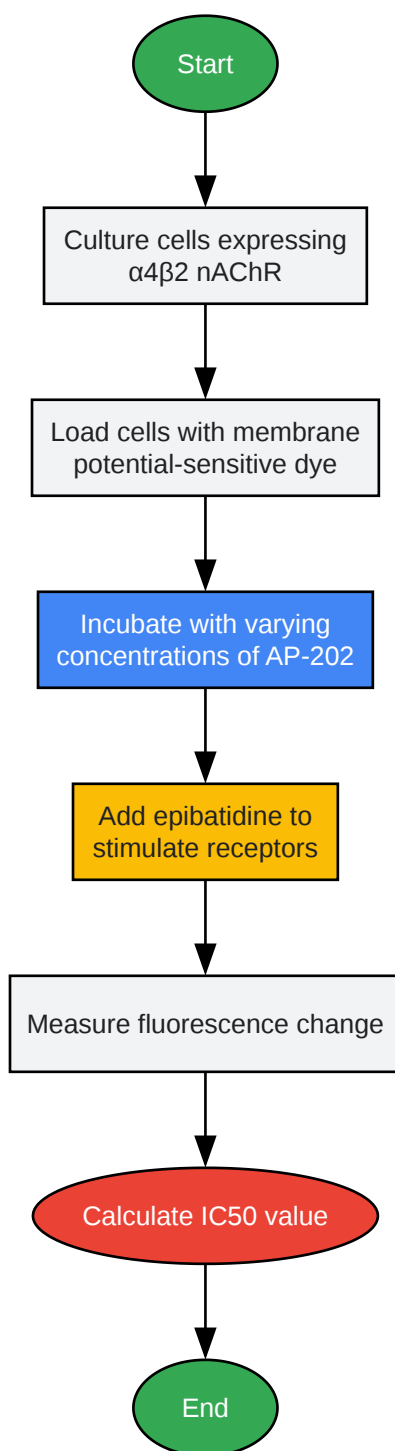 Start
Culture cells expressing
α4β2 nAChR
Load cells with membrane
potential-sensitive dye
Incubate with varying
concentrations of AP-202
Add epibatidine to
stimulate receptors
Measure fluorescence change
Calculate IC50 value
End